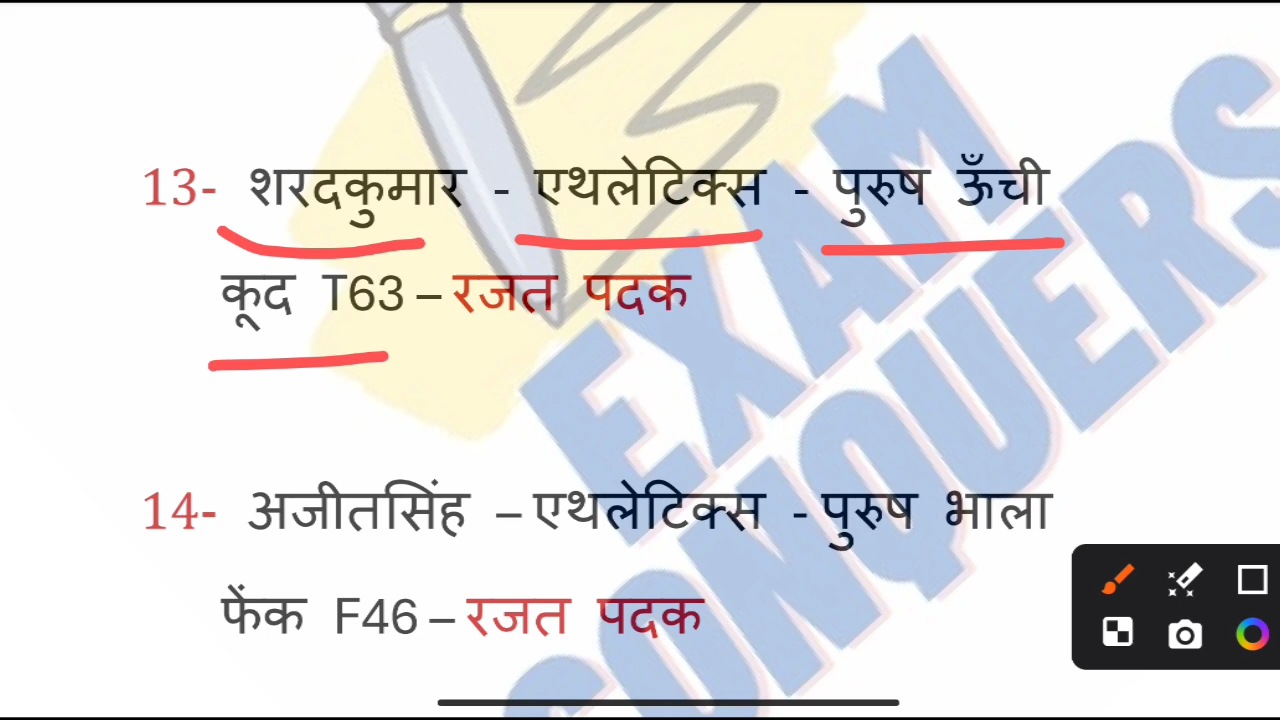 13- शरदकुमार - एथलेटिक्स - पुरुष ऊँची
कूद T63 – रजत पदक
14- अजीतसिंह – एथलेटिक्स - पुरुष भाला
फेंक F46 – रजत पदक
EXAM
CONQUERS